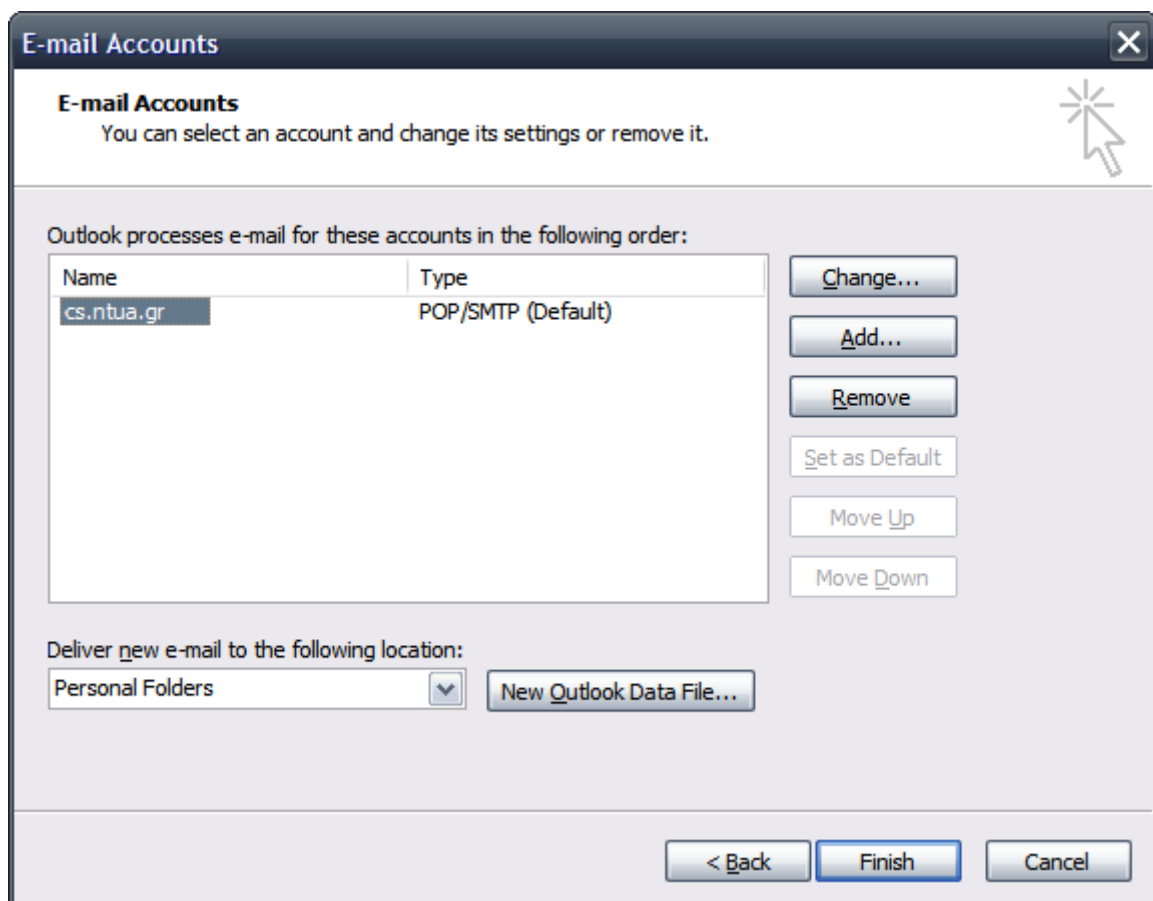 E-mail Accounts
E-mail Accounts
You can select an account and change its settings or remove it.
Outlook processes e-mail for these accounts in the following order:
Name Type
cs.ntua.gr POP/SMTP (Default)
Change...
Add...
Remove
Set as Default
Move Up
Move Down
Deliver new e-mail to the following location:
Personal Folders New Outlook Data File...
< Back Finish Cancel